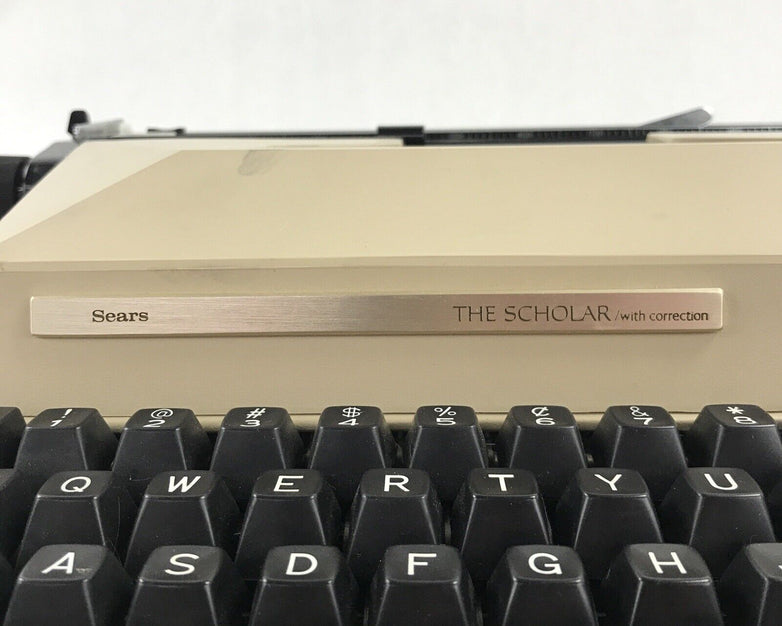 Sears THE SCHOLAR /with correction
! @ # $ % ¢ & *
1 2 3 4 5 6 7 8
Q W E R T Y U
A S D F G H